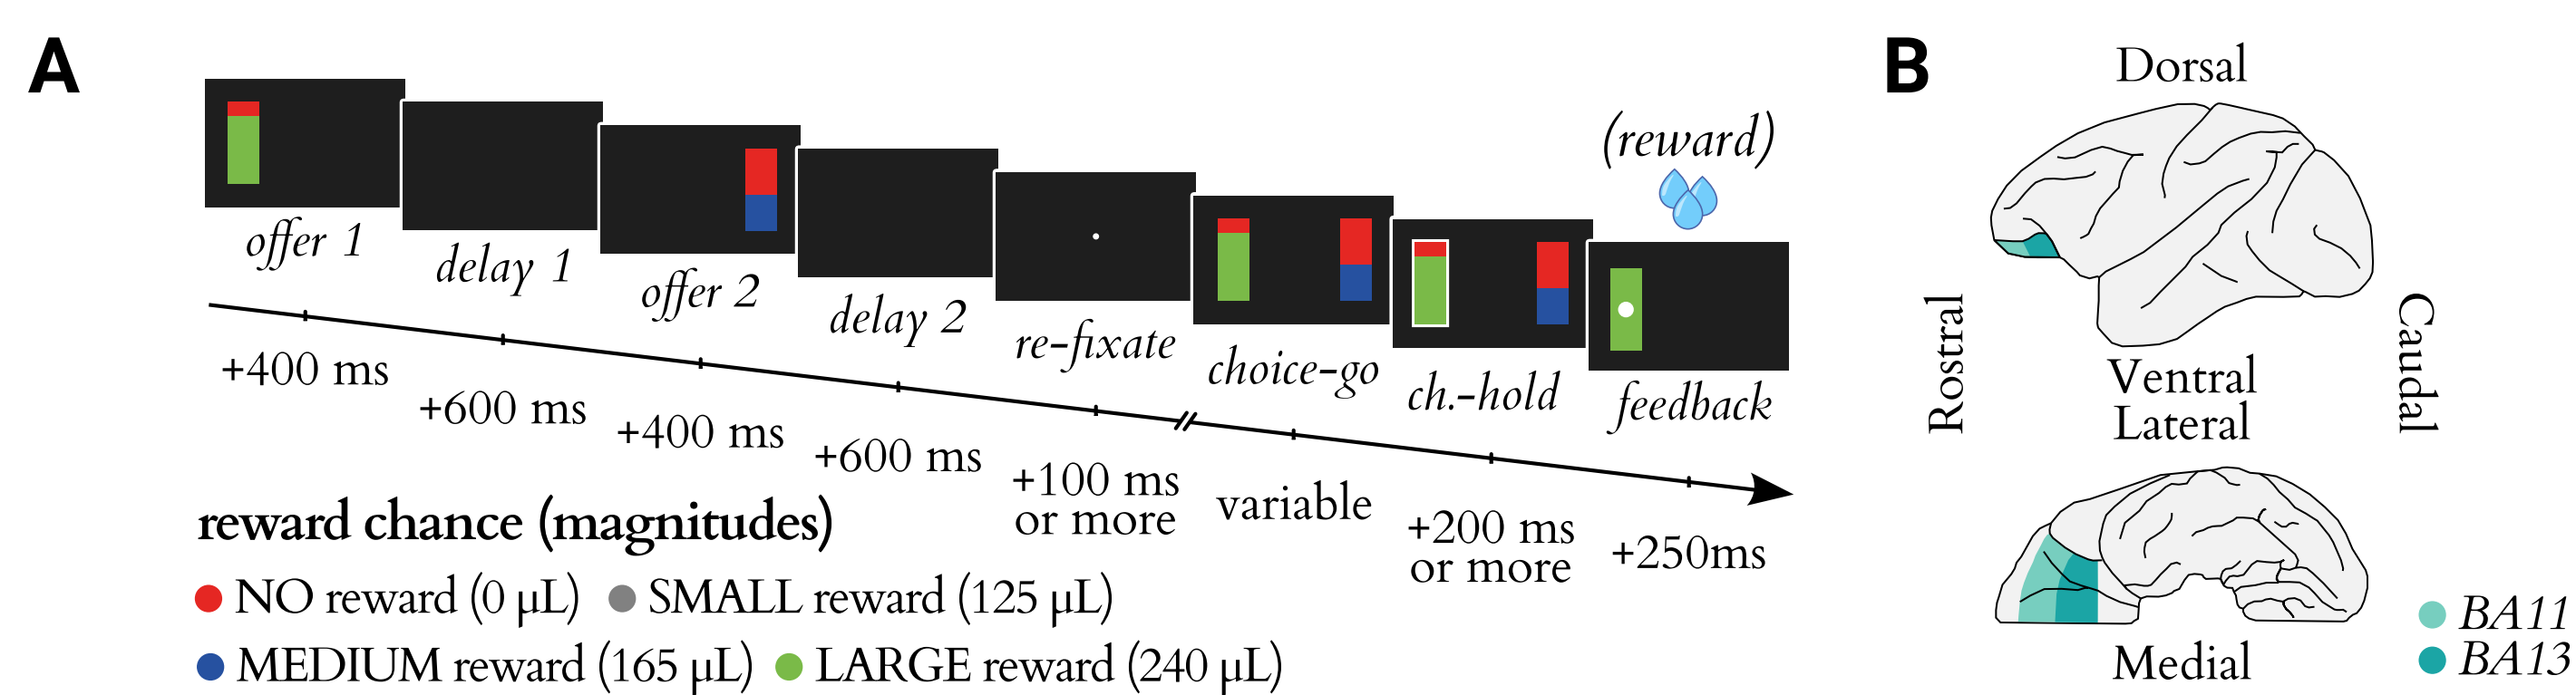 A
offer 1
delay 1
offer 2
delay 2
re-fixate
choice-go
ch.-hold
feedback
(reward)
+400 ms
+600 ms
+400 ms
+600 ms
+100 ms
or more
variable
+200 ms
or more
+250ms
reward chance (magnitudes)
NO reward (0 µL)
SMALL reward (125 µL)
MEDIUM reward (165 µL)
LARGE reward (240 µL)
B
Dorsal
Rostral
Caudal
Ventral
Lateral
Medial
BA11
BA13